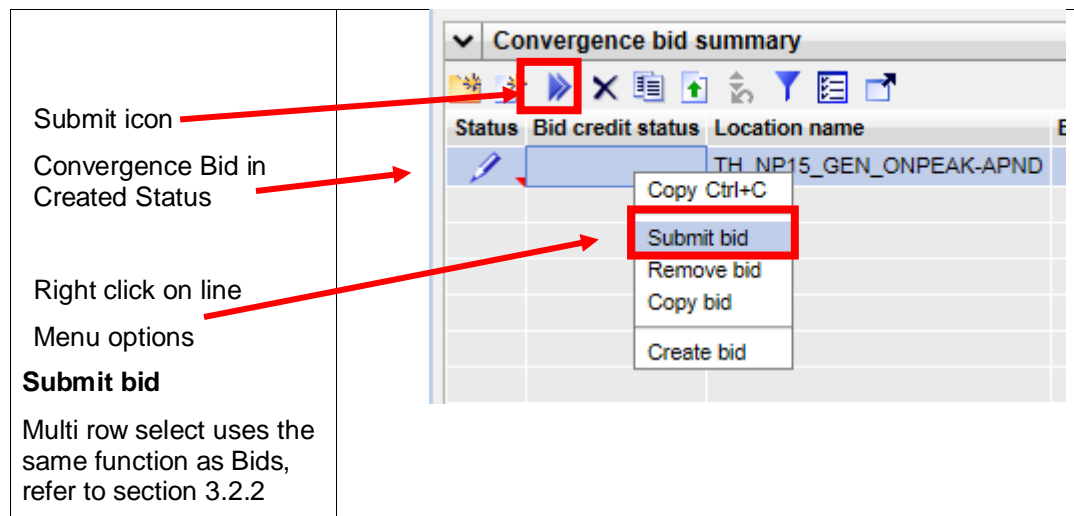 Submit icon
Convergence Bid in
Created Status
Right click on line
Menu options
Submit bid
Multi row select uses the
same function as Bids,
refer to section 3.2.2
Convergence bid summary
Status Bid credit status Location name
TH_NP15_GEN_ONPEAK-APND
Copy Ctrl+C
Submit bid
Remove bid
Copy bid
Create bid